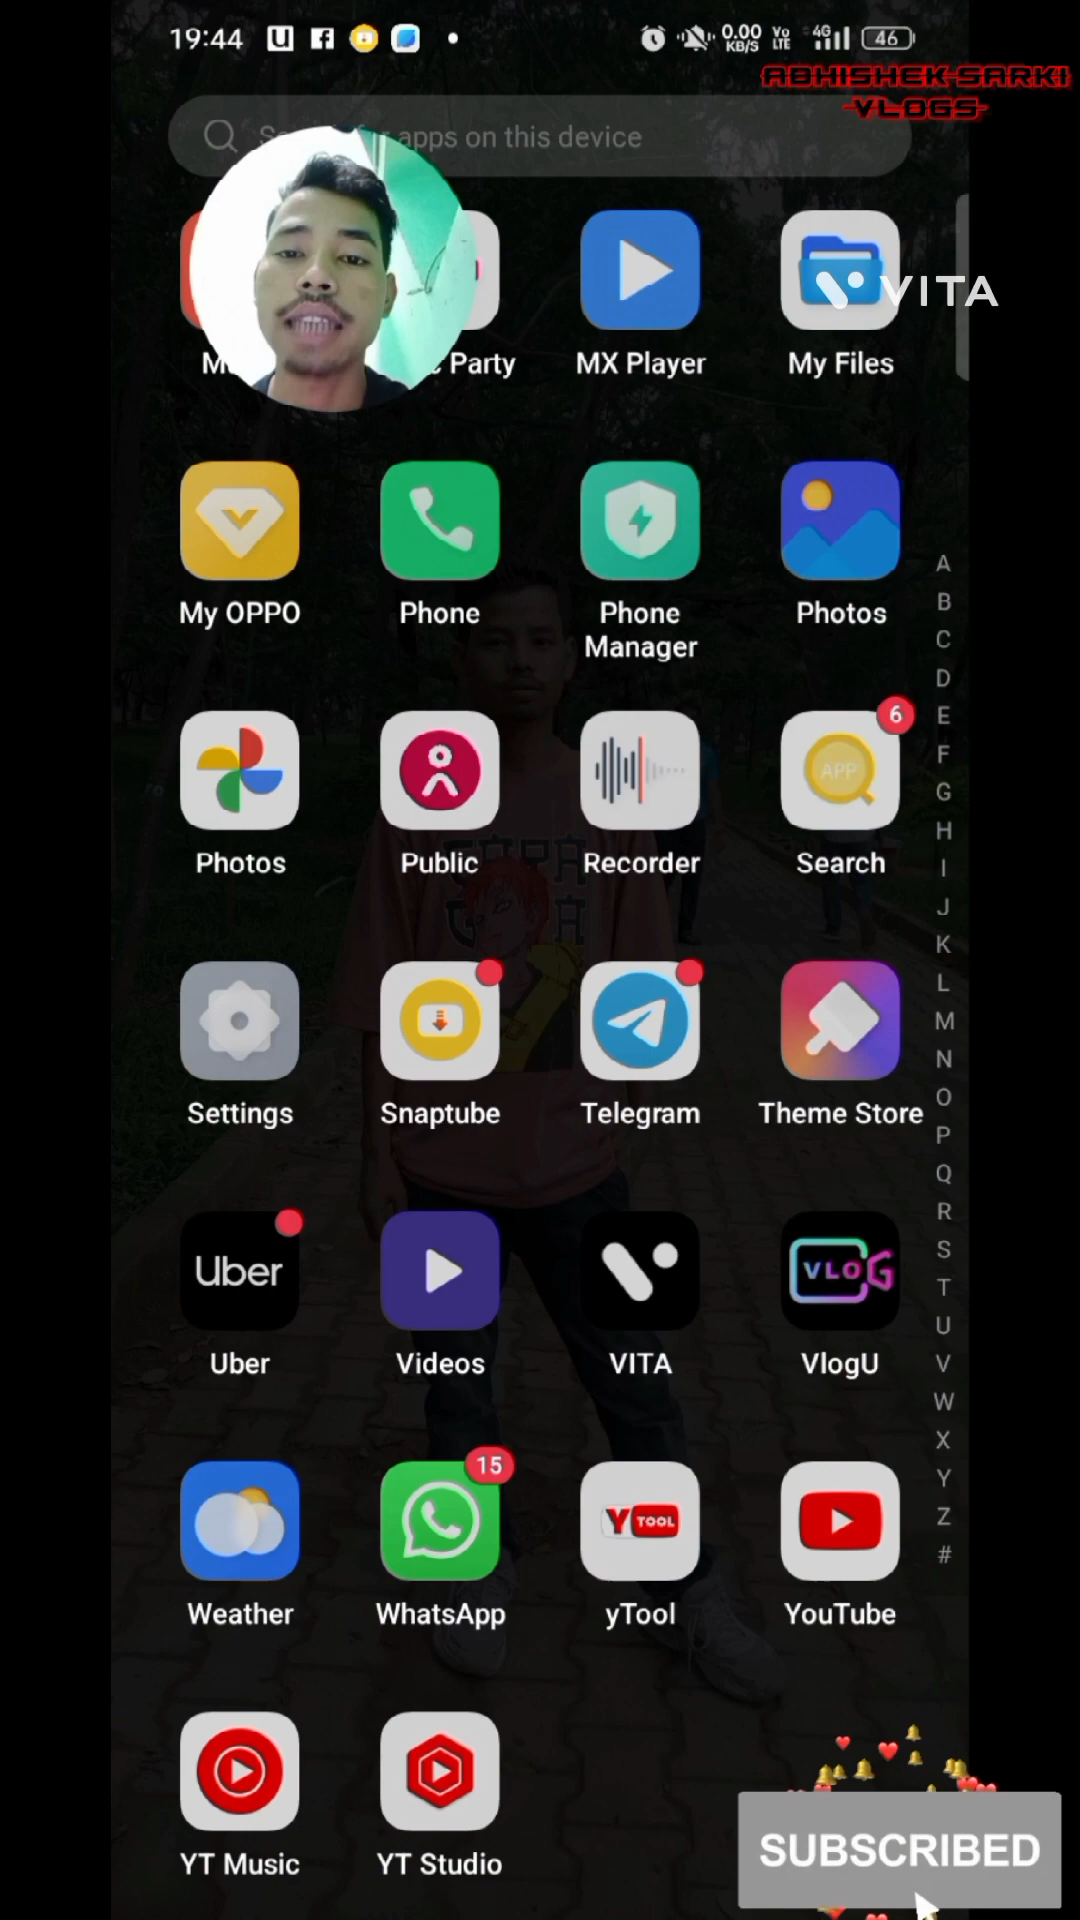 19:44
0.00
KB/S
Vo
LTE
4G
46
ABHISHEK SARKI
VLOGS
apps on this device
VITA
Party
MX Player
My Files
My OPPO
Phone
Phone
Manager
Photos
APP
6
Photos
Public
Recorder
Search
Settings
Snaptube
Telegram
Theme Store
Uber
VLOG
Uber
Videos
VITA
VlogU
15
Y TOOL
Weather
WhatsApp
yTool
YouTube
YT Music
YT Studio
A
B
C
D
E
F
G
H
I
J
K
L
M
N
O
P
Q
R
S
T
U
V
W
X
Y
Z
#
SUBSCRIBED